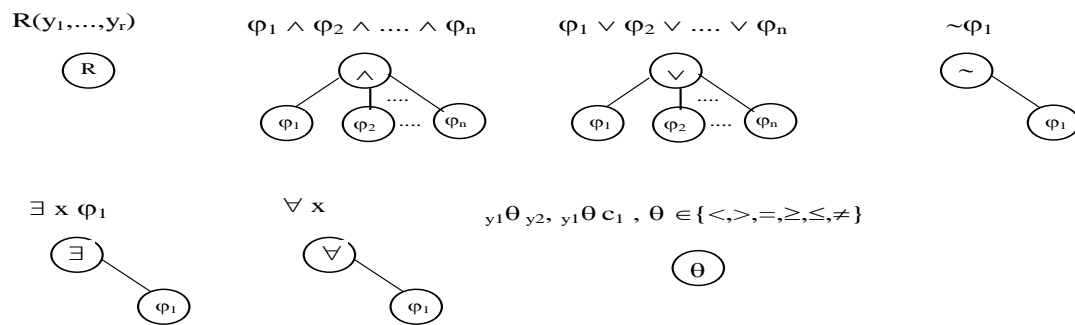 R(y₁,...,yᵣ)
φ₁ ∧ φ₂ ∧ .... ∧ φₙ
φ₁ ∨ φ₂ ∨ .... ∨ φₙ
~φ₁
R
∧
∨
~
....
....
φ₁ φ₂ .... φₙ
φ₁ φ₂ .... φₙ
φ₁
∃ x φ₁
∀ x
y₁θ y₂, y₁θ c₁ , θ ∈{<,>,=,≥,≤,≠}
∃
∀
θ
φ₁
φ₁